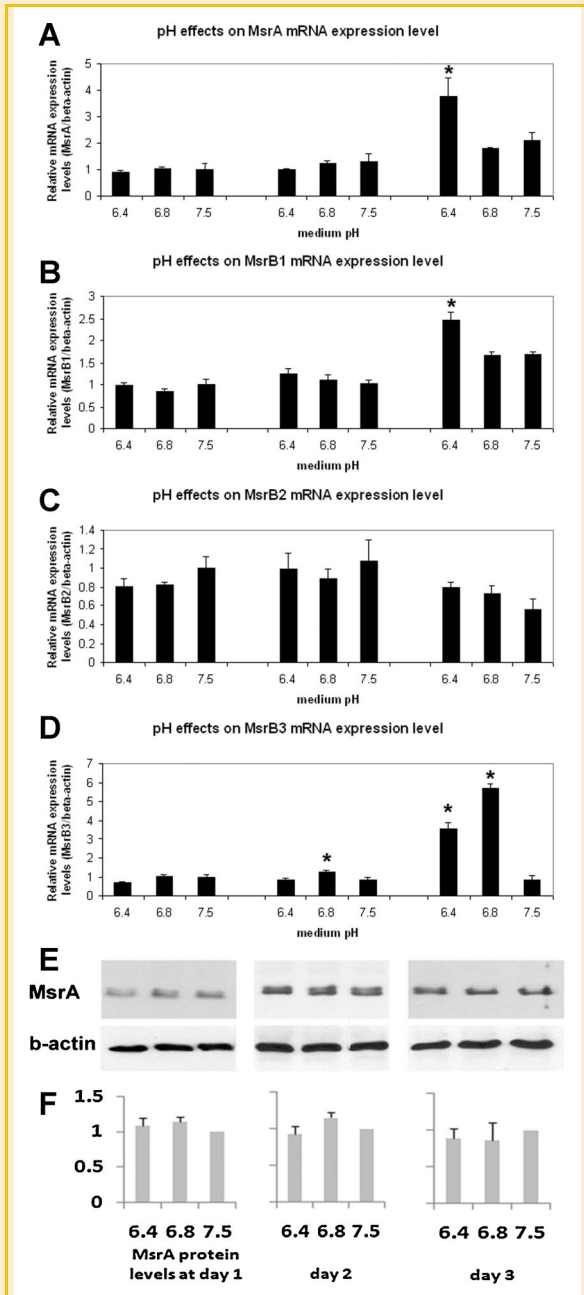 A
pH effects on MsrA mRNA expression level
Relative mRNA expression
levels (MsrA/beta-actin)
5
4
3
2
1
0
*
6.4 6.8 7.5 6.4 6.8 7.5 6.4 6.8 7.5
medium pH
B
pH effects on MsrB1 mRNA expression level
Relative mRNA expression
levels (MsrB1/beta-actin)
3
2.5
2
1.5
1
0.5
0
*
6.4 6.8 7.5 6.4 6.8 7.5 6.4 6.8 7.5
medium pH
C
pH effects on MsrB2 mRNA expression level
Relative mRNA expression
levels (MsrB2/beta-actin)
1.4
1.2
1
0.8
0.6
0.4
0.2
0
6.4 6.8 7.5 6.4 6.8 7.5 6.4 6.8 7.5
medium pH
D
pH effects on MsrB3 mRNA expression level
Relative mRNA expression
levels (MsrB3/beta-actin)
7
6
5
4
3
2
1
0
* * *
6.4 6.8 7.5 6.4 6.8 7.5 6.4 6.8 7.5
medium pH
E
MsrA
b-actin
F
1.5
1
0.5
0
6.4 6.8 7.5 6.4 6.8 7.5 6.4 6.8 7.5
MsrA protein
levels at day 1
day 2
day 3